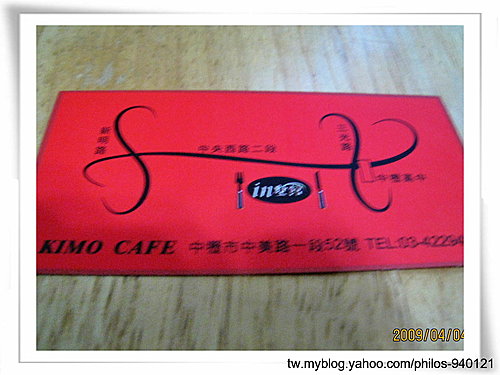 新明路
中央西路二段
三光路
中壢高中
KIMO CAFE 中壢市中美路一段52號 TEL:03-42294
2009/04/04
tw.myblog.yahoo.com/philos-940121